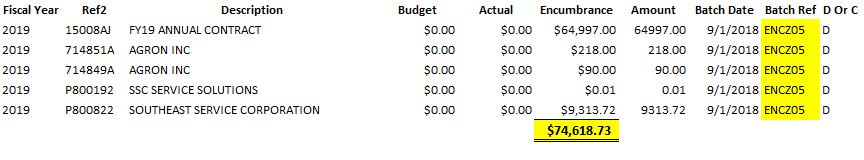 Fiscal Year Ref2 Description Budget Actual Encumbrance Amount Batch Date Batch Ref D Or C
2019 15008AJ FY19 ANNUAL CONTRACT $0.00 $0.00 $64,997.00 64997.00 9/1/2018 ENCZ05 D
2019 714851A AGRON INC $0.00 $0.00 $218.00 218.00 9/1/2018 ENCZ05 D
2019 714849A AGRON INC $0.00 $0.00 $90.00 90.00 9/1/2018 ENCZ05 D
2019 P800192 SSC SERVICE SOLUTIONS $0.00 $0.00 $0.01 0.01 9/1/2018 ENCZ05 D
2019 P800822 SOUTHEAST SERVICE CORPORATION $0.00 $0.00 $9,313.72 9313.72 9/1/2018 ENCZ05 D
$74,618.73